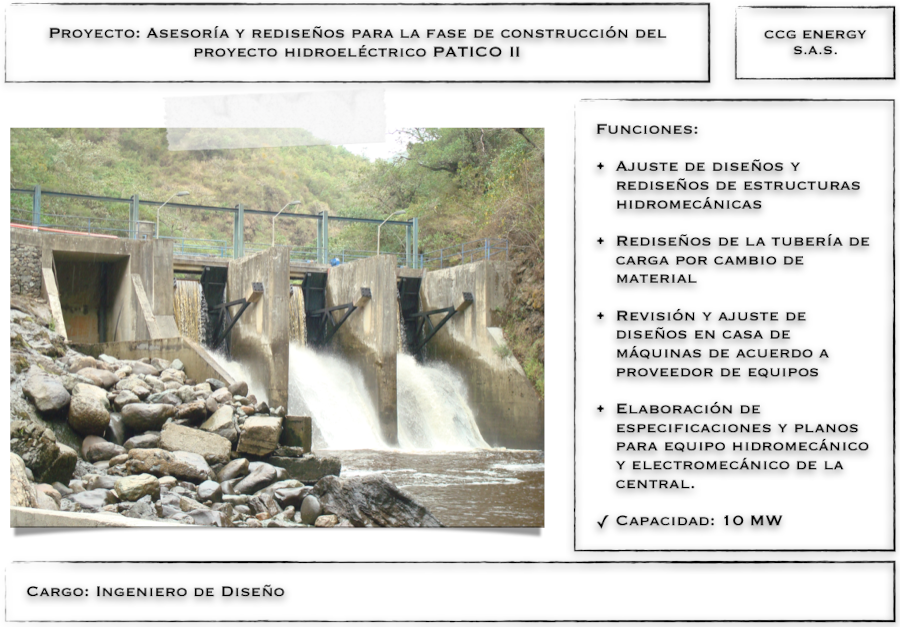 Proyecto: Asesoría y rediseños para la fase de construcción del
proyecto hidroeléctrico PATICO II
CCG ENERGY
S.A.S.
Funciones:
+ Ajuste de diseños y
rediseños de estructuras
hidromecánicas
+ Rediseños de la tubería de
carga por cambio de
material
+ Revisión y ajuste de
diseños en casa de
máquinas de acuerdo a
proveedor de equipos
+ Elaboración de
especificaciones y planos
para equipo hidromecánico
y electromecánico de la
central.
✓ Capacidad: 10 MW
Cargo: Ingeniero de Diseño